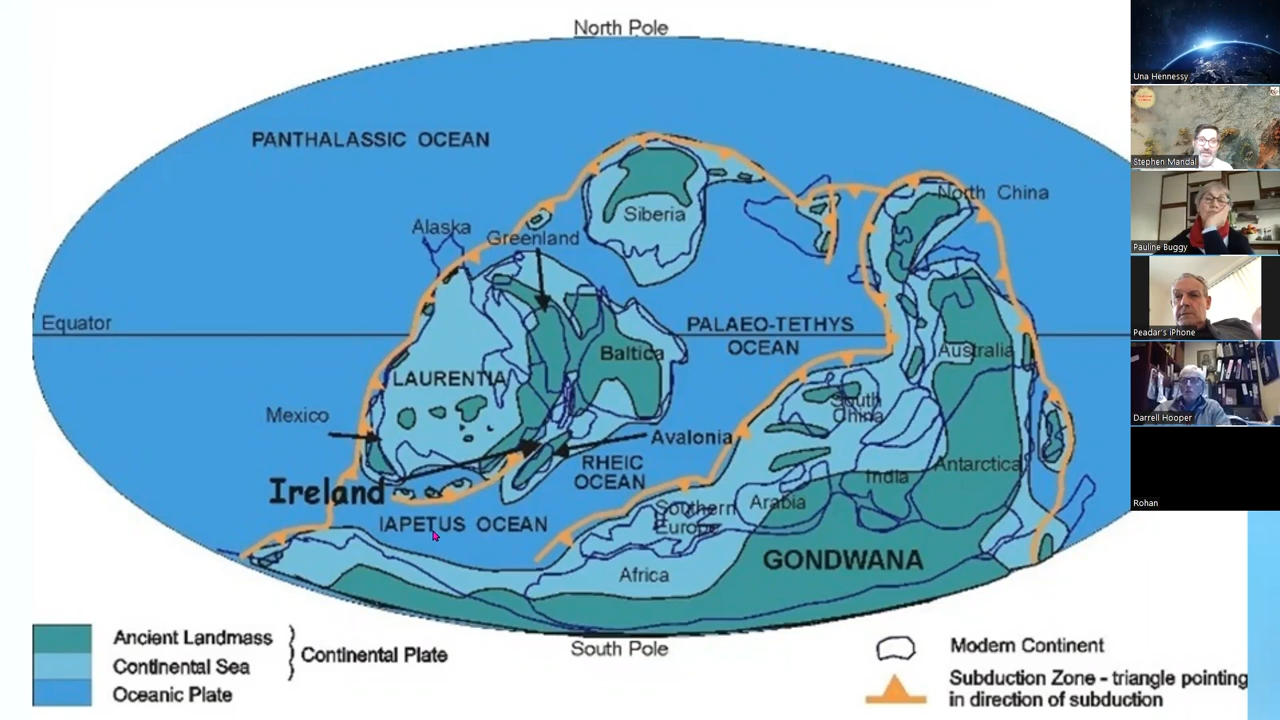 North Pole
PANTHALASSIC OCEAN
Siberia
North China
Alaska
Greenland
Equator
PALAEO-TETHYS
OCEAN
Baltica
Australia
LAURENTIA
South
China
Mexico
Avalonia
RHEIC
OCEAN
Antarctica
India
Ireland
Arabia
Southern
Europe
IAPETUS OCEAN
GONDWANA
Africa
South Pole
Ancient Landmass
Continental Sea
Continental Plate
Oceanic Plate
Modern Continent
Subduction Zone - triangle pointing
in direction of subduction
Una Hennessy
Stephen Mandal
Pauline Buggy
Peadar's iPhone
Darrell Hooper
Rohan